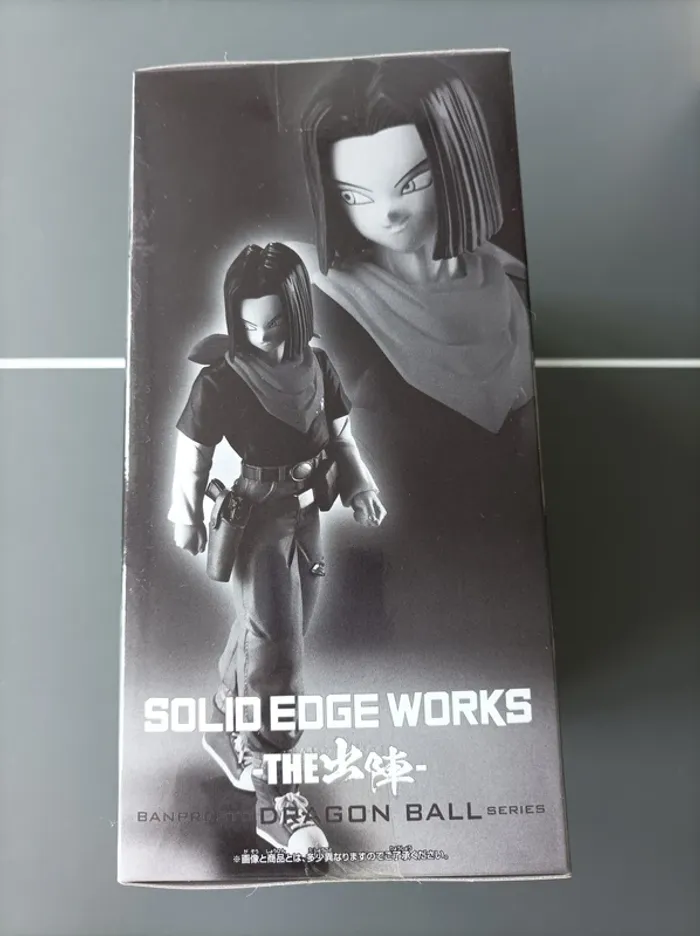 SOLID EDGE WORKS
-THE出陣-
BANPRESTO DRAGON BALL SERIES
※画像と商品とは、多少異なりますのでご了承ください。